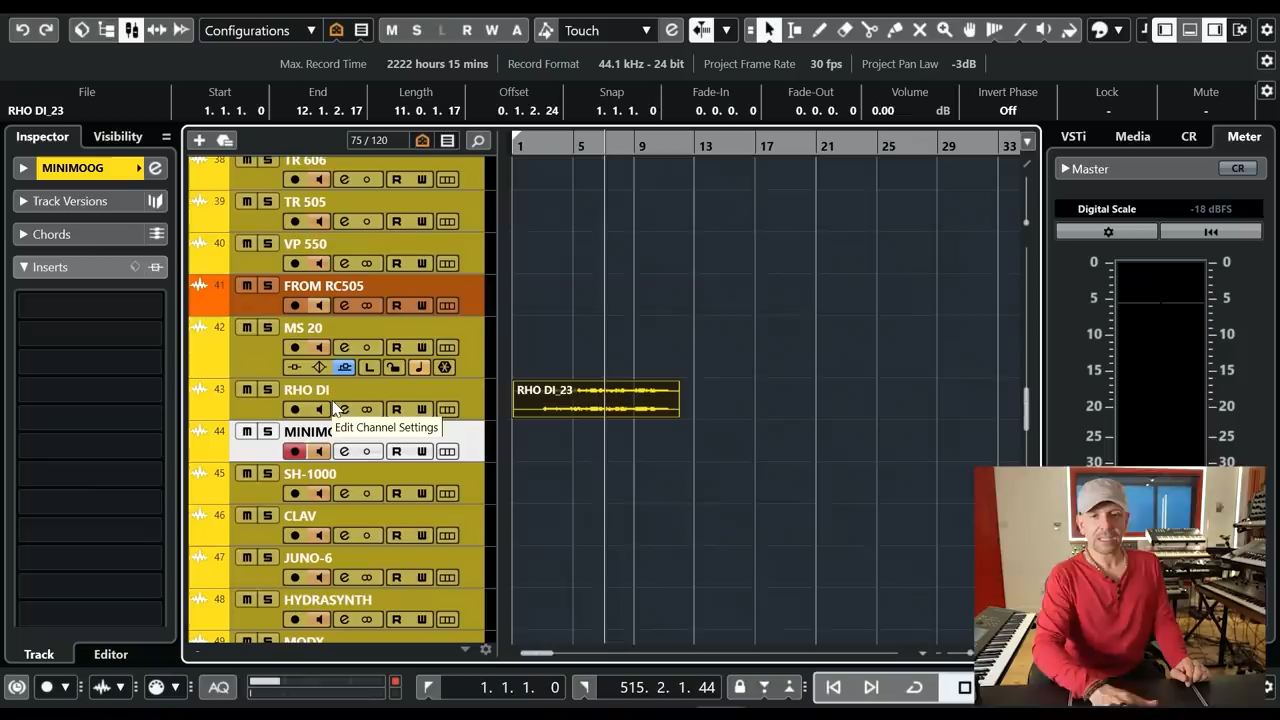 Configurations
M S L R W A
Touch
Max. Record Time 2222 hours 15 mins Record Format 44.1 kHz - 24 bit Project Frame Rate 30 fps Project Pan Law -3dB
File Start End Length Offset Snap Fade-In Fade-Out Volume Invert Phase Lock Mute
RHO DI_23 1. 1. 1. 0 12. 1. 2. 17 11. 0. 1. 17 0. 1. 2. 24 1. 1. 1. 0 0. 0. 0. 0 0. 0. 0. 0 0.00 dB Off - -
Inspector Visibility
75 / 120
1 5 9 13 17 21 25 29 33
VSTi Media CR Meter
MINIMOOG
Master CR
Track Versions
Chords
Inserts
Digital Scale -18 dBFS
38 TR 606
R W
39 M S TR 505
R W
40 M S VP 550
R W
41 M S FROM RC505
R W
42 M S MS 20
R W
L
43 M S RHO DI
R W
RHO DI_23
Edit Channel Settings
44 M S MINIMO
R W
45 M S SH-1000
R W
46 M S CLAV
R W
47 M S JUNO-6
R W
48 M S HYDRASYNTH
R W
49 MODX
0 0
5 5
10 10
15 15
20 20
25 25
30 30
Track Editor
AQ
1. 1. 1. 0
515. 2. 1. 44